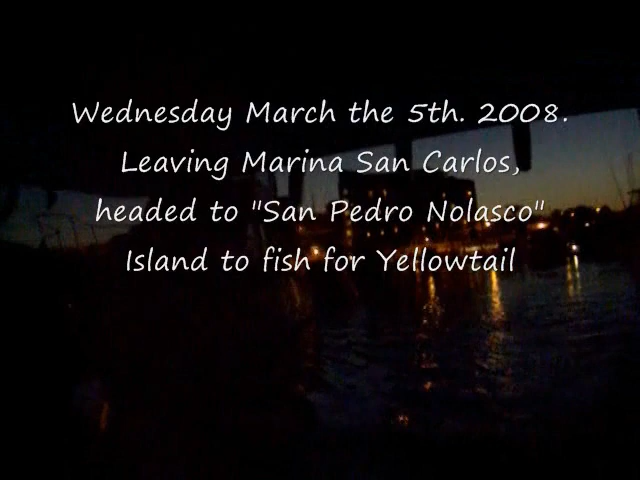 Wednesday March the 5th. 2008.
Leaving Marina San Carlos,
headed to "San Pedro Nolasco"
Island to fish for Yellowtail